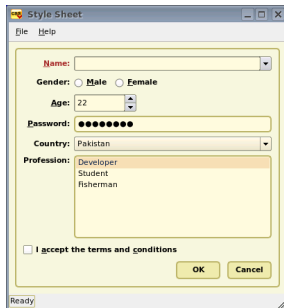 Style Sheet
File Help
Name:
Gender: Male Female
Age: 22
Password: ●●●●●●●●
Country: Pakistan
Profession: Developer
Student
Fisherman
I accept the terms and conditions
OK Cancel
Ready